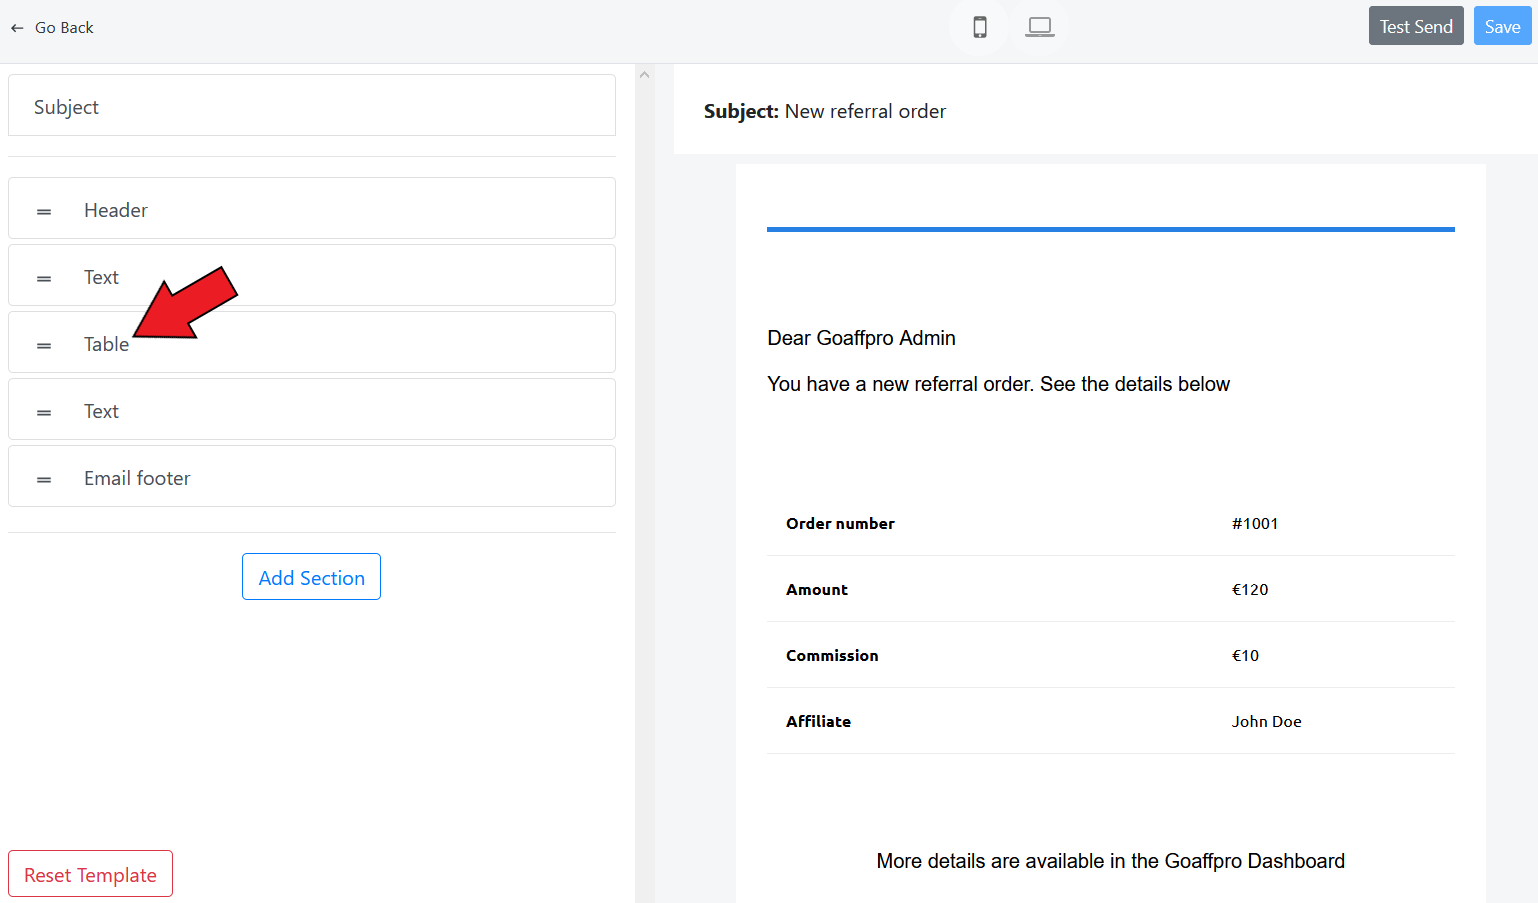 Go Back
Test Send
Save
Subject
Header
Text
Table
Text
Email footer
Add Section
Reset Template
Subject: New referral order
Dear Goaffpro Admin
You have a new referral order. See the details below
Order number #1001
Amount €120
Commission €10
Affiliate John Doe
More details are available in the Goaffpro Dashboard